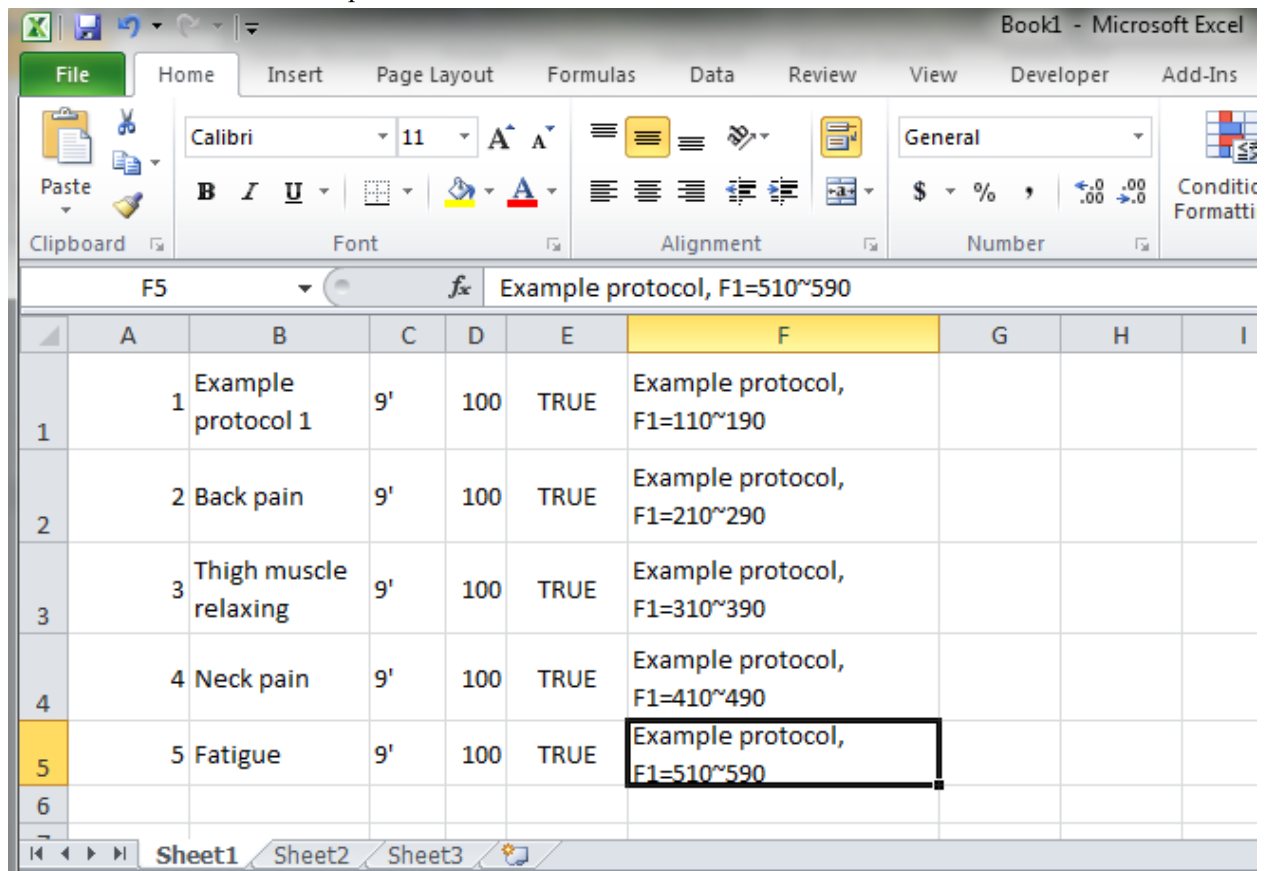 Book1 - Microsoft Excel
File Home Insert Page Layout Formulas Data Review View Developer Add-Ins
Calibri 11 A A General
Paste B I U A $ % , .00 .0
Clipboard Font Alignment Number
F5 fx Example protocol, F1=510~590
A B C D E F G H I
1 1 Example protocol 1 9' 100 TRUE Example protocol,
F1=110~190
2 2 Back pain 9' 100 TRUE Example protocol,
F1=210~290
3 3 Thigh muscle relaxing 9' 100 TRUE Example protocol,
F1=310~390
4 4 Neck pain 9' 100 TRUE Example protocol,
F1=410~490
5 5 Fatigue 9' 100 TRUE Example protocol,
F1=510~590
6
Sheet1 Sheet2 Sheet3